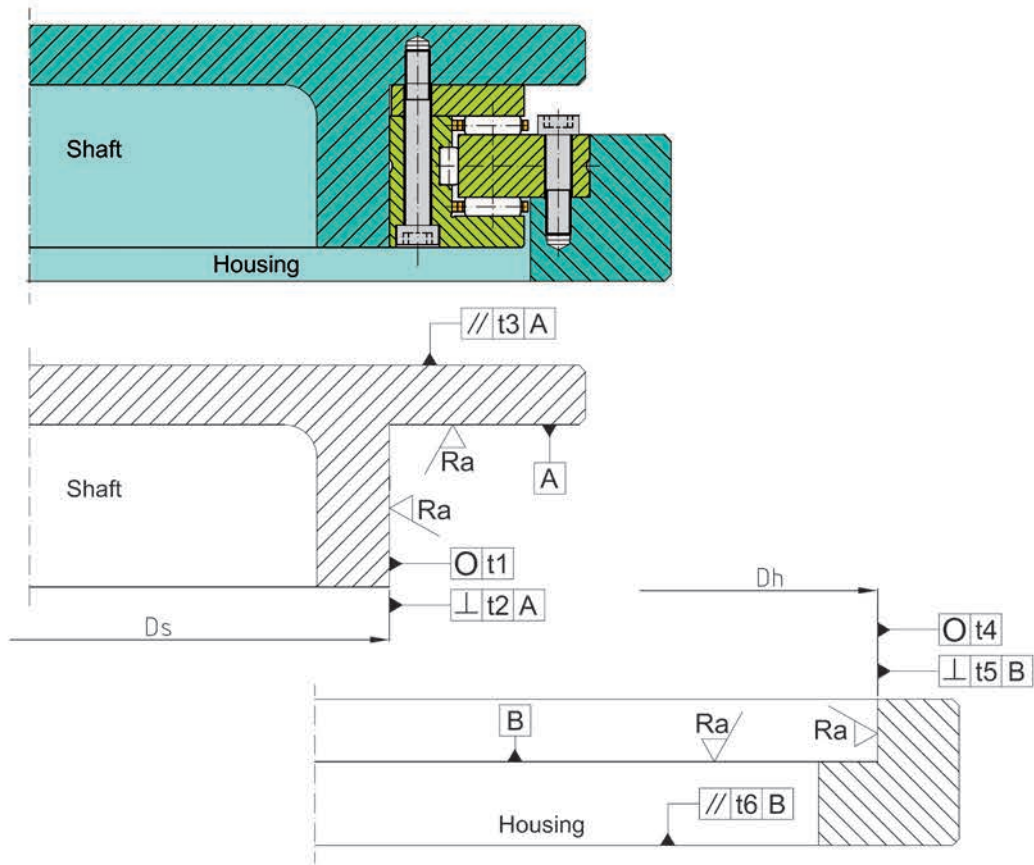 Shaft
Housing
// t3 A
Shaft
Ra
A
Ra
O t1
⊥ t2 A
Ds
Dh
O t4
⊥ t5 B
B
Ra
Ra
// t6 B
Housing